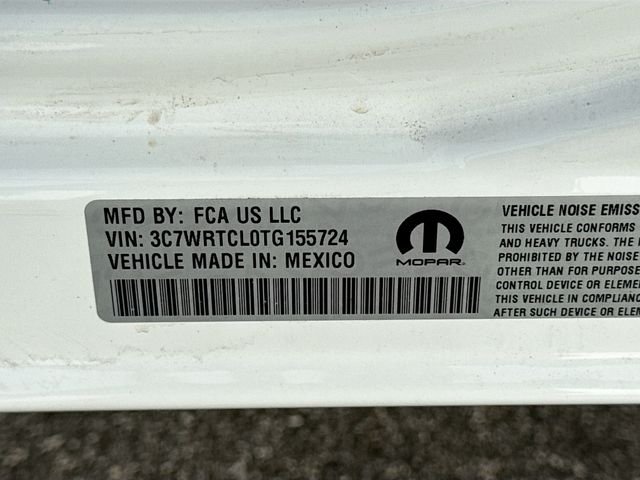 MFD BY: FCA US LLC
VIN: 3C7WRTCL0TG155724
VEHICLE MADE IN: MEXICO
MOPAR
VEHICLE NOISE EMISS
THIS VEHICLE CONFORMS
AND HEAVY TRUCKS. THE
PROHIBITED BY THE NOISE
OTHER THAN FOR PURPOSE
CONTROL DEVICE OR ELEME
THIS VEHICLE IN COMPLIANC
AFTER SUCH DEVICE OR ELEM